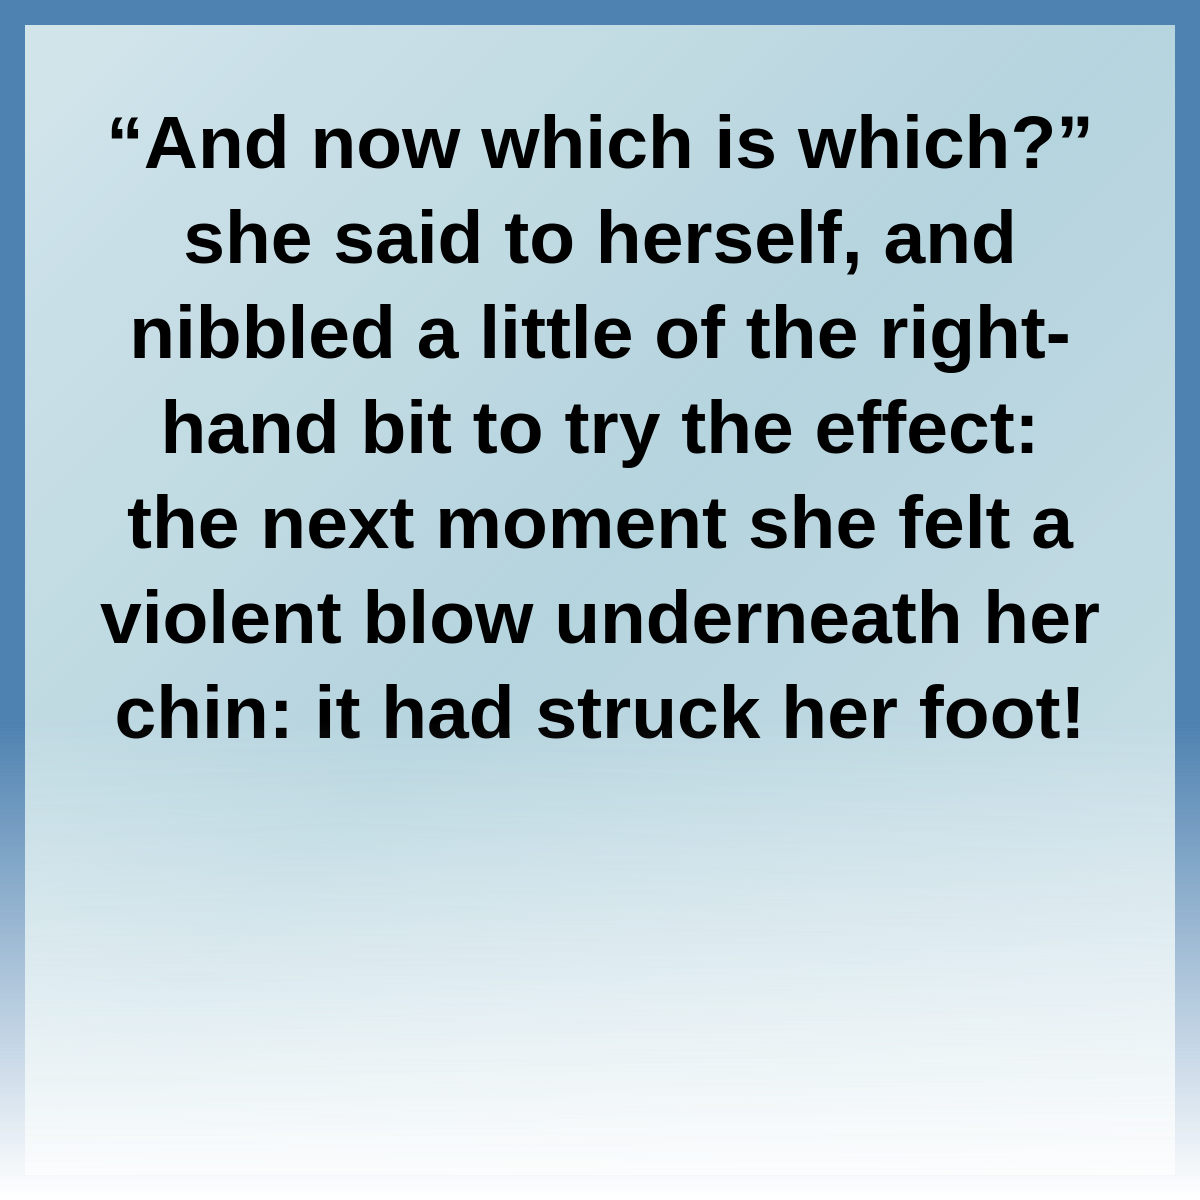 “And now which is which?”
she said to herself, and
nibbled a little of the right-
hand bit to try the effect:
the next moment she felt a
violent blow underneath her
chin: it had struck her foot!